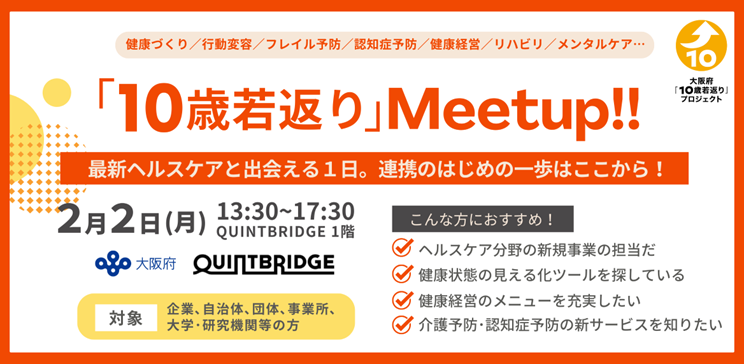 健康づくり／行動変容／フレイル予防／認知症予防／健康経営／リハビリ／メンタルケア…
10
大阪府
「10歳若返り」
プロジェクト
「10歳若返り」Meetup!!
最新ヘルスケアと出会える１日。連携のはじめの一歩はここから！
2月2日(月) 13:30~17:30
QUINTBRIDGE 1階
大阪府 QUINTBRIDGE
対象
企業、自治体、団体、事業所、
大学・研究機関等の方
こんな方におすすめ！
ヘルスケア分野の新規事業の担当だ
健康状態の見える化ツールを探している
健康経営のメニューを充実したい
介護予防・認知症予防の新サービスを知りたい